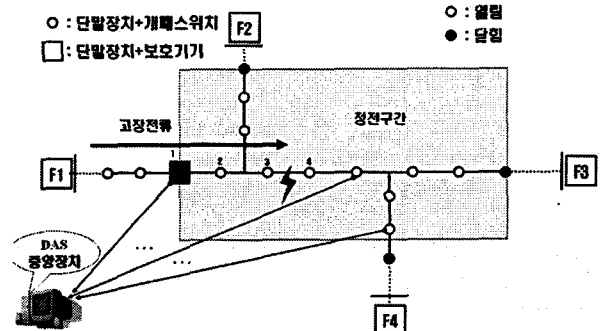 ○ : 단말장치+개폐스위치
□ : 단말장치+보호기기
F2
○ : 열림
● : 닫힘
정전구간
고장전류
1
2
3
4
F1
F3
DAS
중앙장치
...
...
F4